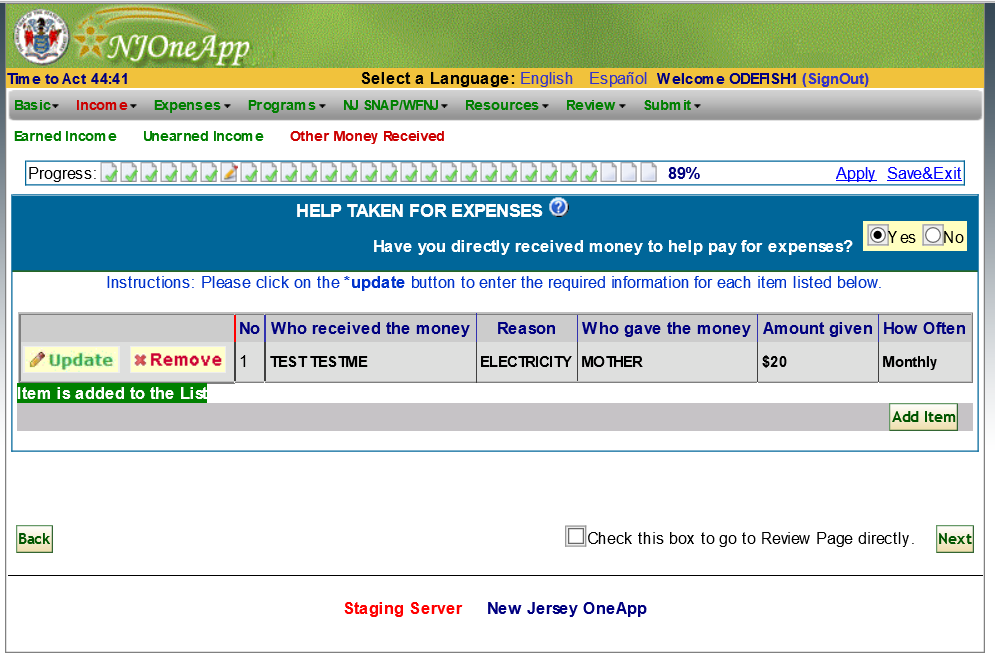 NJOneApp
Time to Act 44:41 Select a Language: English Español Welcome ODEFISH1 (SignOut)
Basic Income Expenses Programs NJ SNAP/WFNJ Resources Review Submit
Earned Income Unearned Income Other Money Received
Progress: 89% Apply Save&Exit
HELP TAKEN FOR EXPENSES ?
Have you directly received money to help pay for expenses? Yes No
Instructions: Please click on the *update button to enter the required information for each item listed below.
No Who received the money Reason Who gave the money Amount given How Often
Update Remove 1 TEST TESTME ELECTRICITY MOTHER $20 Monthly
Item is added to the List
Add Item
Back Check this box to go to Review Page directly. Next
Staging Server New Jersey OneApp